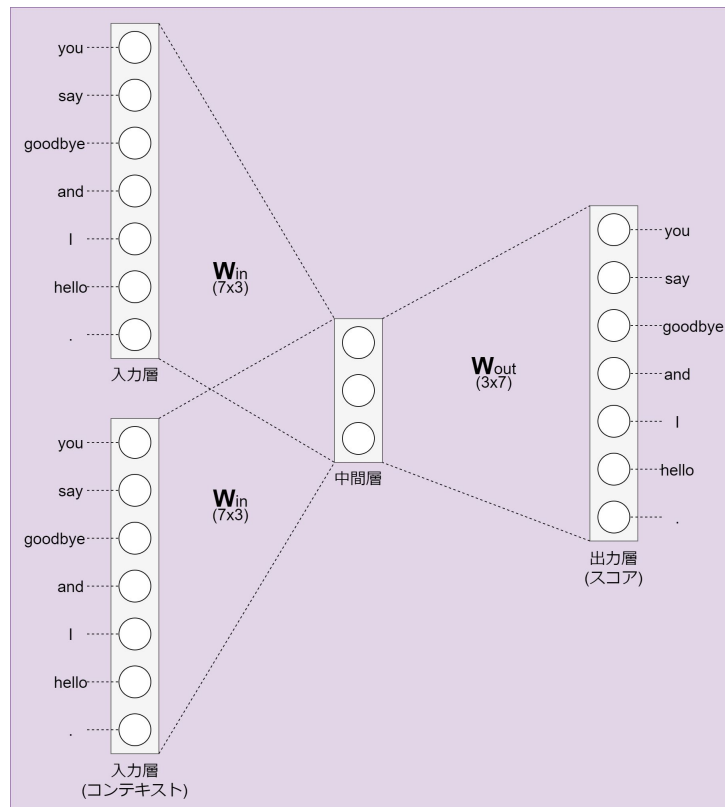 you
say
goodbye
and
I
hello
.
入力層
Win
(7x3)
you
say
goodbye
and
I
hello
.
入力層
(コンテキスト)
Win
(7x3)
中間層
Wout
(3x7)
you
say
goodbye
and
I
hello
.
出力層
(スコア)